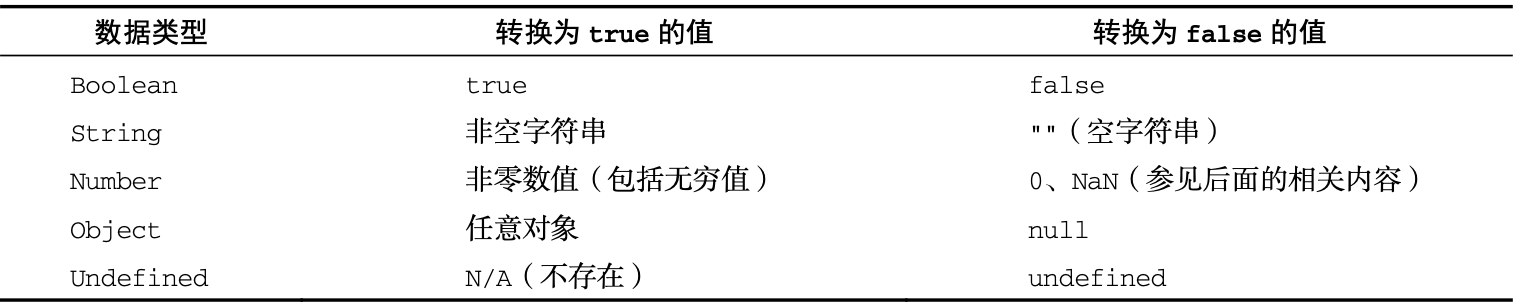 数据类型 转换为 true 的值 转换为 false 的值
Boolean true false
String 非空字符串 ""（空字符串）
Number 非零数值（包括无穷值） 0、NaN（参见后面的相关内容）
Object 任意对象 null
Undefined N/A（不存在） undefined